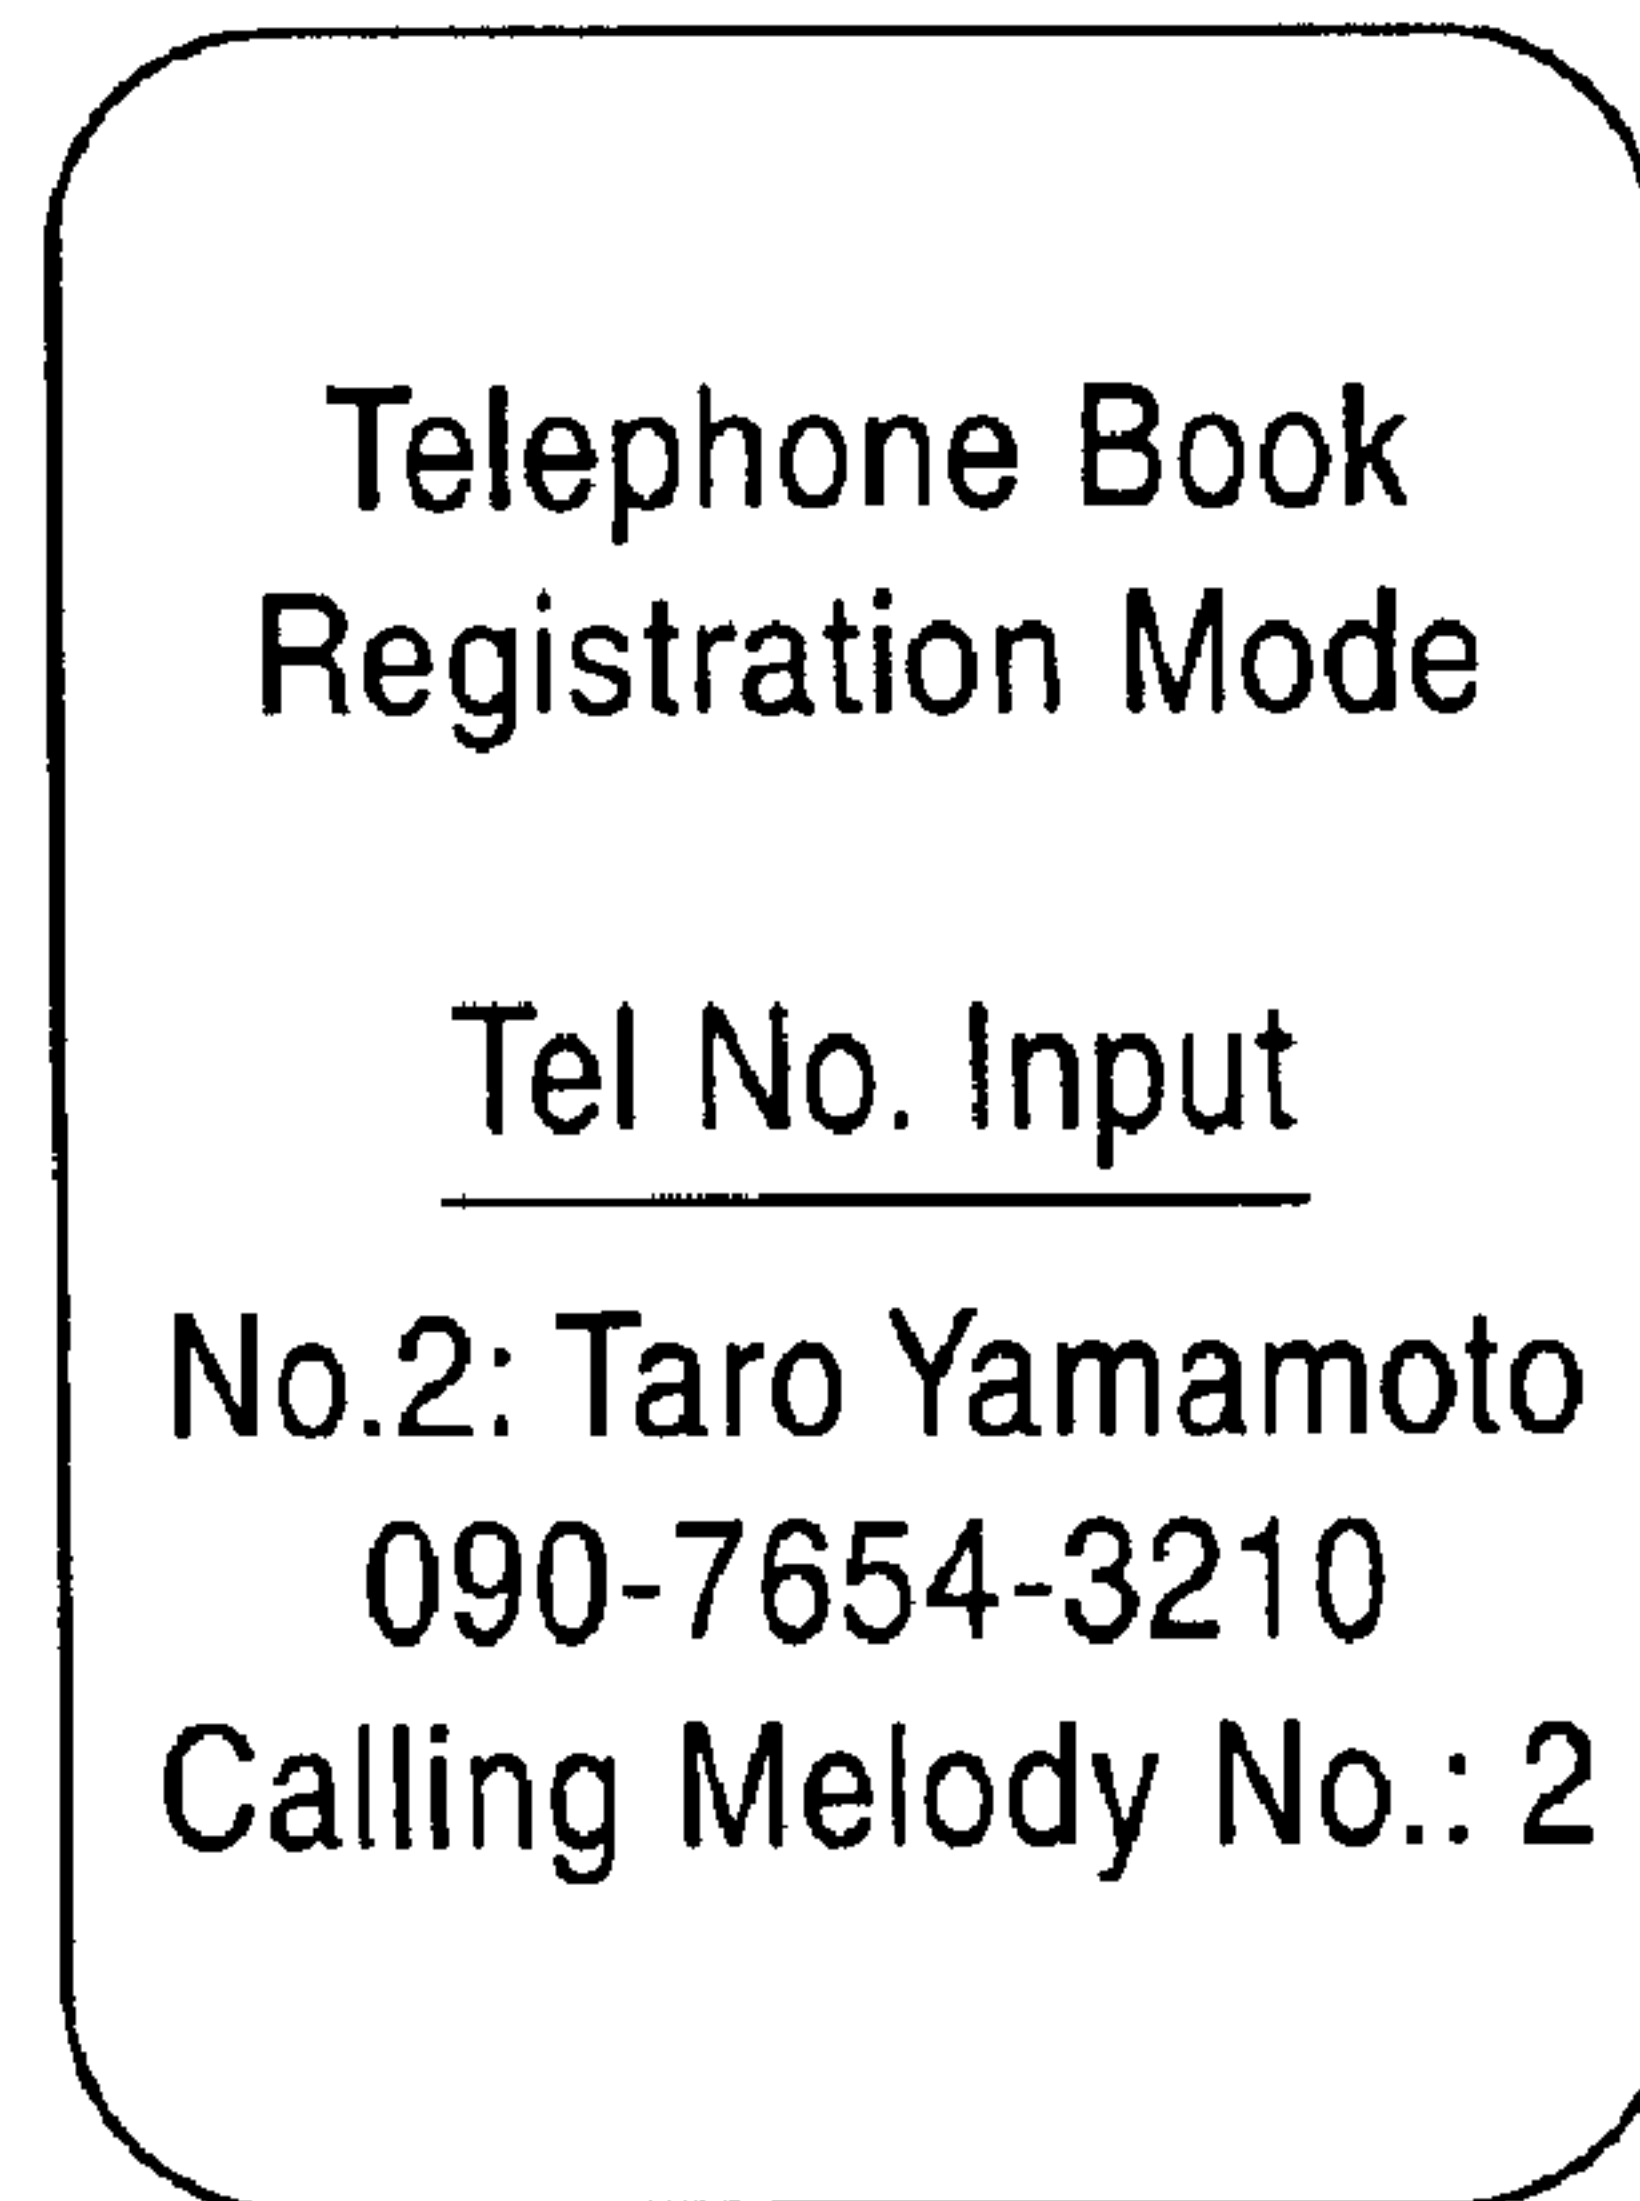 Telephone Book
Registration Mode
Tel No. Input
No.2: Taro Yamamoto
090-7654-3210
Calling Melody No.: 2